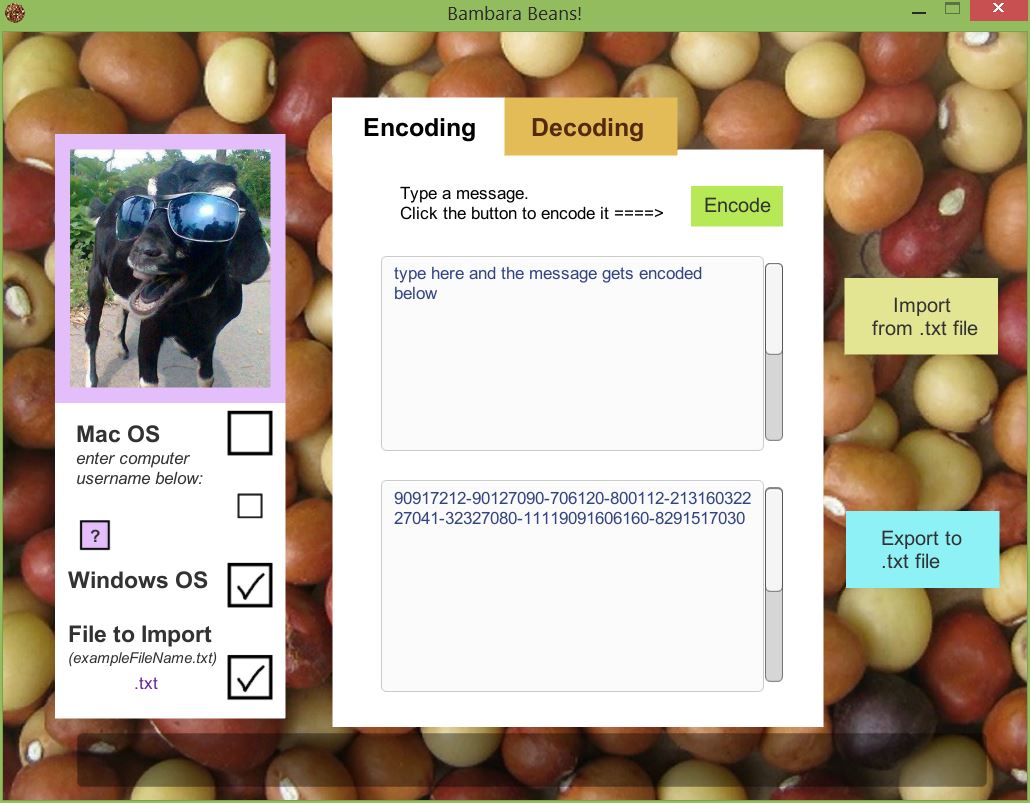 Bambara Beans!
Encoding
Decoding
Type a message.
Click the button to encode it ====>
Encode
type here and the message gets encoded
below
90917212-90127090-706120-800112-213160322
27041-32327080-11119091606160-8291517030
Mac OS
enter computer
username below:
?
Windows OS
File to Import
(exampleFileName.txt)
.txt
Import
from .txt file
Export to
.txt file